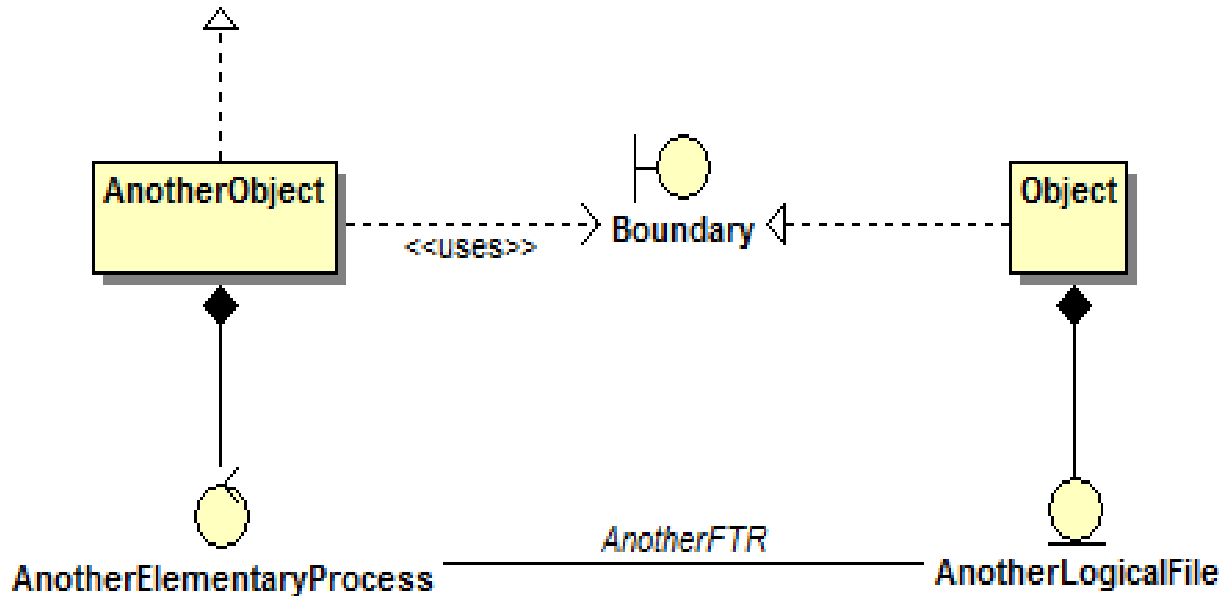 AnotherObject
Object
Boundary
<<uses>>
AnotherFTR
AnotherElementaryProcess
AnotherLogicalFile